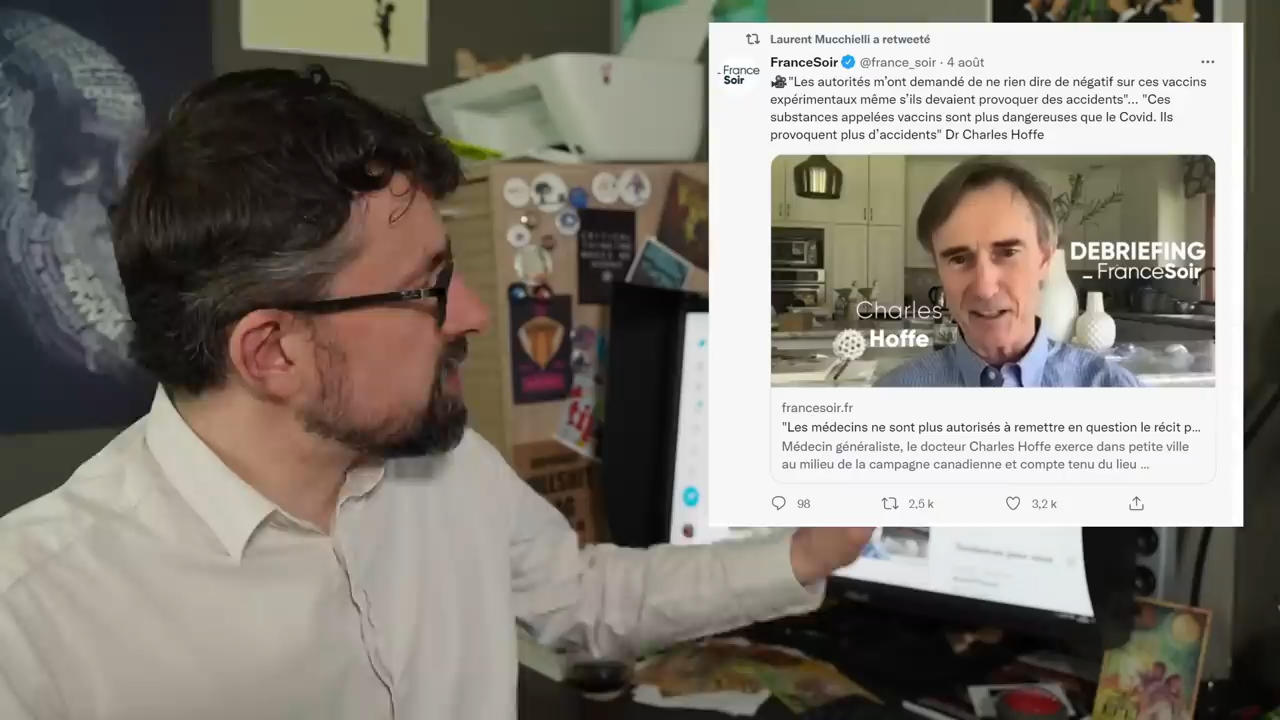 Laurent Mucchielli a retweeté
FranceSoir @france_soir · 4 août
France
Soir
"Les autorités m'ont demandé de ne rien dire de négatif sur ces vaccins
expérimentaux même s'ils devaient provoquer des accidents"... "Ces
substances appelées vaccins sont plus dangereuses que le Covid. Ils
provoquent plus d'accidents" Dr Charles Hoffe
DEBRIEFING
_ FranceSoir
Charles
Hoffe
francesoir.fr
"Les médecins ne sont plus autorisés à remettre en question le récit p...
Médecin généraliste, le docteur Charles Hoffe exerce dans petite ville
au milieu de la campagne canadienne et compte tenu du lieu ...
98 2,5 k 3,2 k
CRITICAL
THINKING